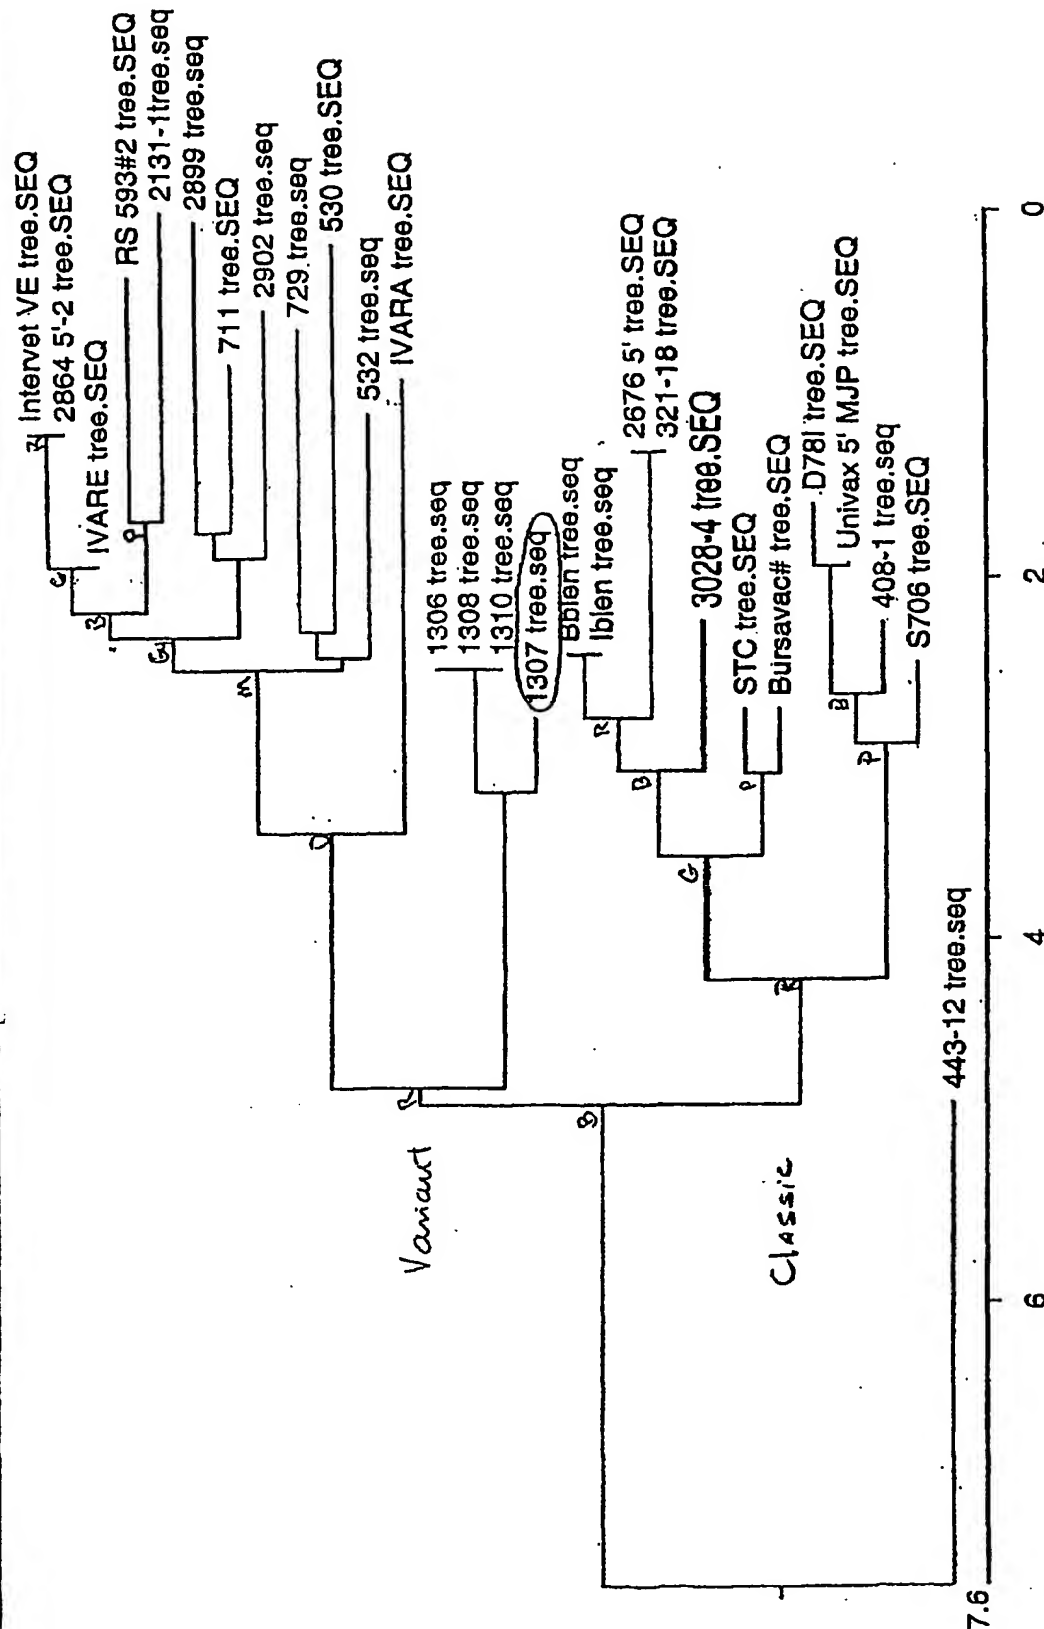 Intervet VE tree.SEQ
2864 5'-2 tree.SEQ
IVARE tree.SEQ
RS 593#2 tree.SEQ
2131-1tree.seq
2899 tree.seq
711 tree.SEQ
2902 tree.seq
729.tree.seq
530 tree.SEQ
532 tree.seq
IVARA tree.SEQ
1306 tree.seq
1308 tree.seq
1310 tree.seq
1307 tree.seq
Bblen tree.seq
Iblen tree.seq
2676 5' tree.SEQ
321-18 tree.SEQ
3028-4 tree.SEQ
STC tree.SEQ
Bursavac# tree.SEQ
D78I tree.SEQ
Univax 5' MJP tree.SEQ
408-1 tree.seq
S706 tree.SEQ
443-12 tree.seq
Variant
Classic
C
B
M
R
B
R
B
P
G
R
B
P
7.6
6
4
2
0